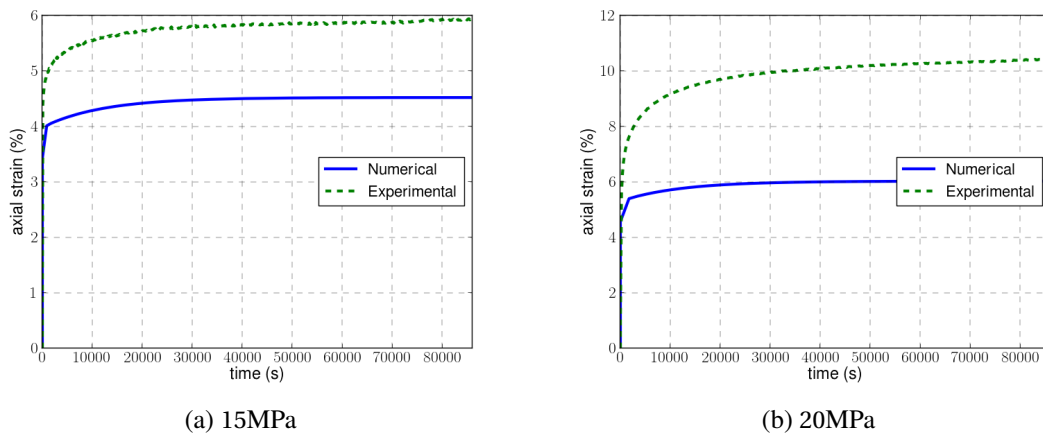 6
5
4
3
2
1
0
axial strain (%)
Numerical
Experimental
0 10000 20000 30000 40000 50000 60000 70000 80000
time (s)
(a) 15MPa
12
10
8
6
4
2
0
axial strain (%)
Numerical
Experimental
0 10000 20000 30000 40000 50000 60000 70000 80000
time (s)
(b) 20MPa